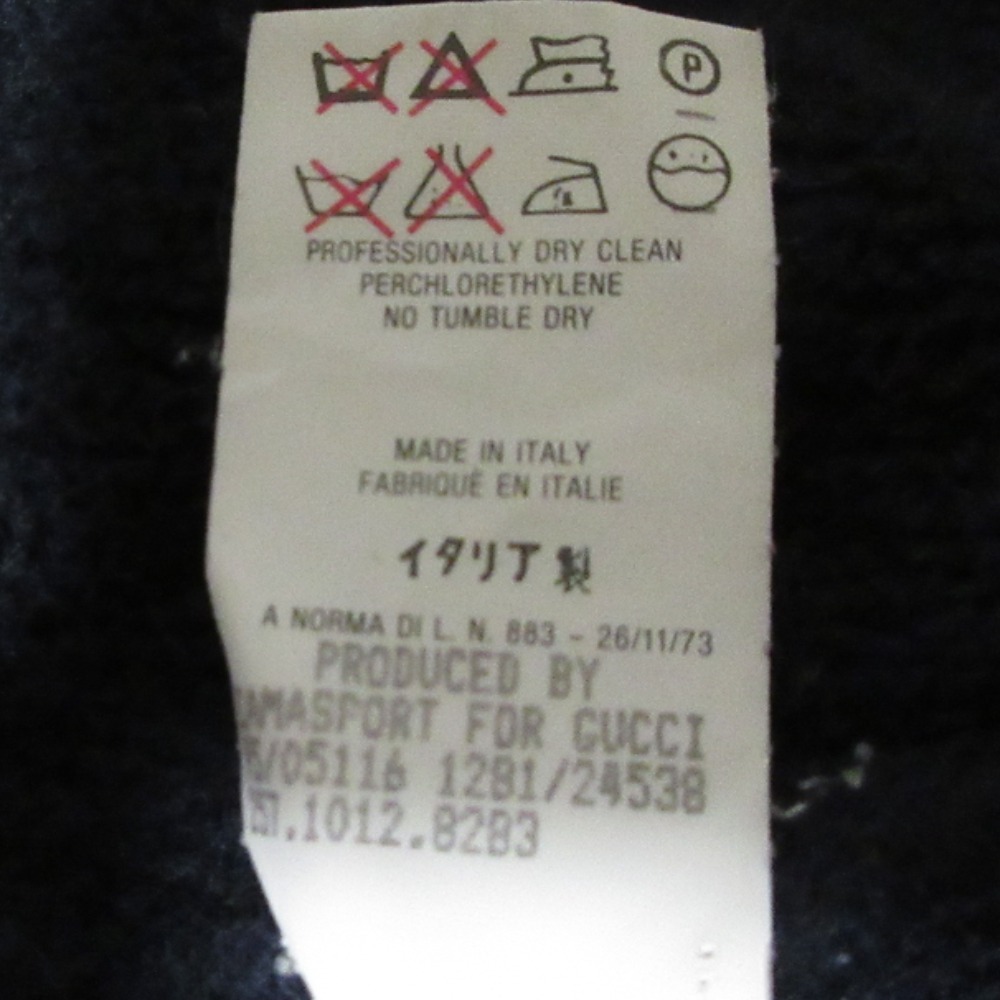 P
PROFESSIONALLY DRY CLEAN
PERCHLORETHYLENE
NO TUMBLE DRY
MADE IN ITALY
FABRIQUÉ EN ITALIE
イタリア製
A NORMA DI L. N. 883 - 26/11/73
PRODUCED BY
AMASPORT FOR GUCCI
/05116 1281/24538
.1012.8283